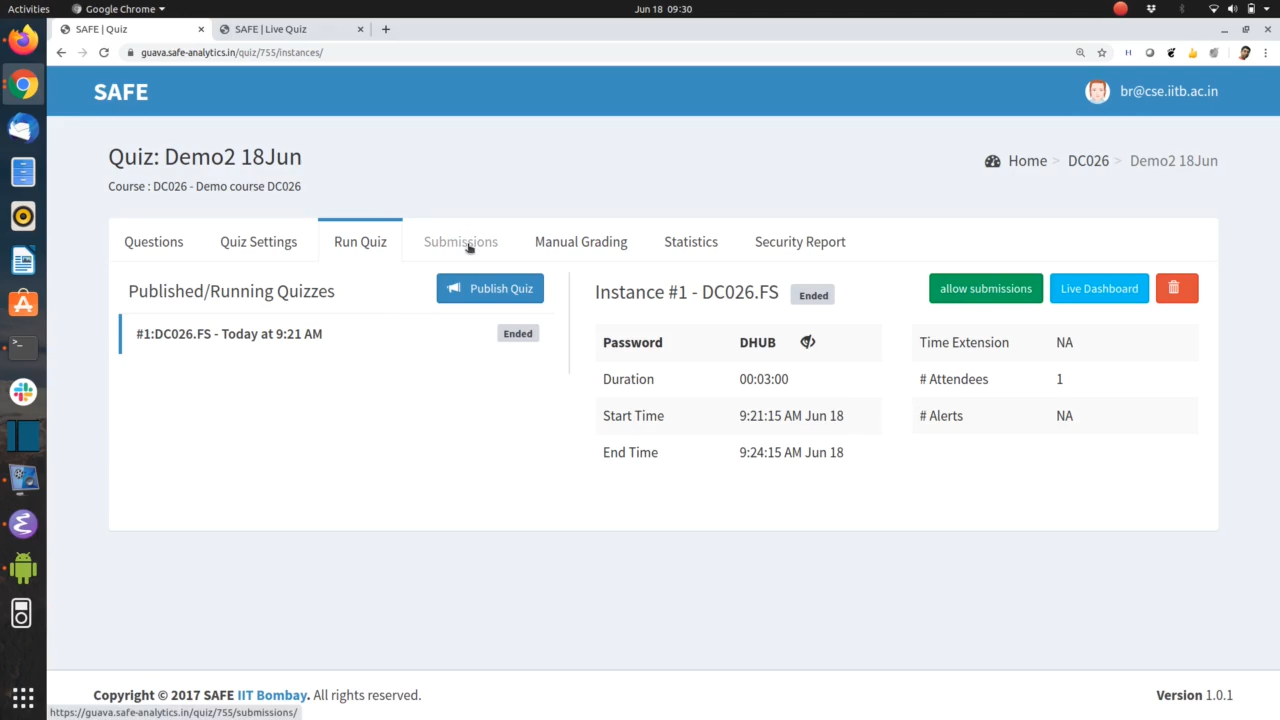 Activities
Google Chrome
Jun 18 09:30
SAFE | Quiz
SAFE | Live Quiz
guava.safe-analytics.in/quiz/755/instances/
SAFE
br@cse.iitb.ac.in
Quiz: Demo2 18Jun
Course : DC026 - Demo course DC026
Home > DC026 > Demo2 18Jun
Questions
Quiz Settings
Run Quiz
Submissions
Manual Grading
Statistics
Security Report
Published/Running Quizzes
Publish Quiz
#1:DC026.FS - Today at 9:21 AM
Ended
Instance #1 - DC026.FS
Ended
allow submissions
Live Dashboard
Password DHUB
Duration 00:03:00
Start Time 9:21:15 AM Jun 18
End Time 9:24:15 AM Jun 18
Time Extension NA
# Attendees 1
# Alerts NA
Copyright © 2017 SAFE IIT Bombay. All rights reserved.
Version 1.0.1
https://guava.safe-analytics.in/quiz/755/submissions/